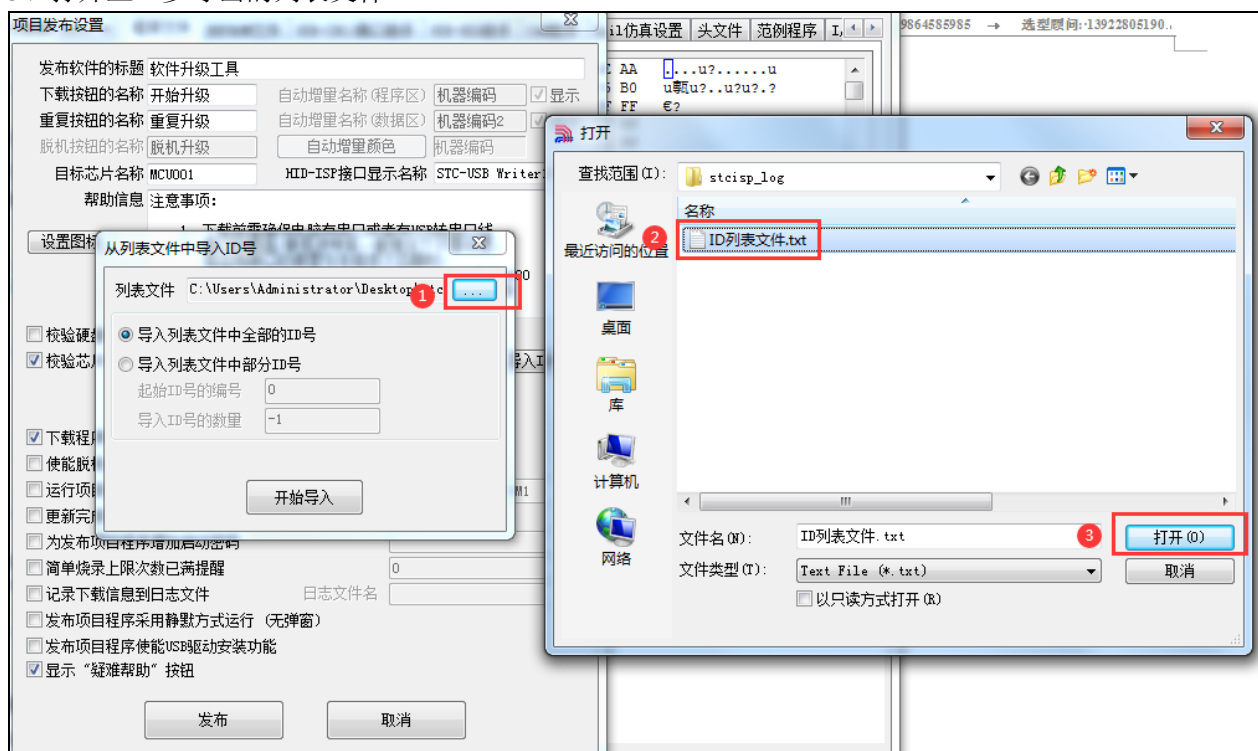 项目发布设置
发布软件的标题 软件升级工具
下载按钮的名称 开始升级 自动增量名称(程序区) 机器编码 显示
重复按钮的名称 重复升级 自动增量名称(数据区) 机器编码2
脱机按钮的名称 脱机升级 自动增量颜色 机器编码
目标芯片名称 MCU001 HID-ISP接口显示名称 STC-USB Writer
帮助信息 注意事项:
设置图标
从列表文件中导入ID号
列表文件 C:\Users\Administrator\Desktop\ ...
1
导入列表文件中全部的ID号
导入列表文件中部分ID号
起始ID号的编号 0
导入ID号的数量 -1
开始导入
校验硬
校验芯
下载程
使能脱
运行项
更新完
为发布项目程序增加启动密码
简单烧录上限次数已满提醒 0
记录下载信息到日志文件 日志文件名
发布项目程序采用静默方式运行 (无弹窗)
发布项目程序使能USB驱动安装功能
显示 “疑难帮助” 按钮
发布 取消
il仿真设置 头文件 范例程序 I,
AA ....u?......u
B0 u甄u?..u?u?.?
FF €?
9864585985 → 选型顾问:13922805190.
打开
查找范围(I): stcisp_log
名称
2
ID列表文件.txt
最近访问的位置
桌面
库
计算机
网络
文件名(N): ID列表文件.txt 3 打开(O)
文件类型(T): Text File (*.txt) 取消
以只读方式打开(R)